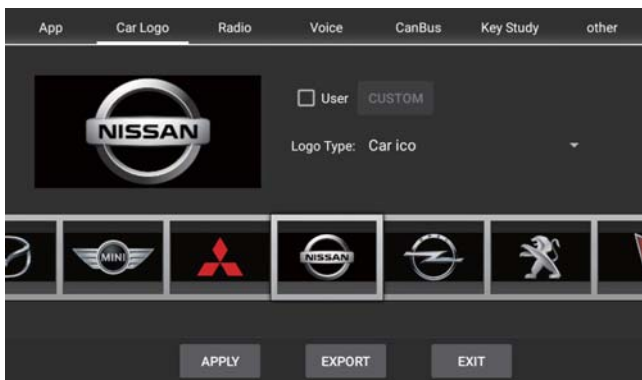 App Car Logo Radio Voice CanBus Key Study other
NISSAN
User CUSTOM
Logo Type: Car ico
MINI NISSAN
APPLY EXPORT EXIT